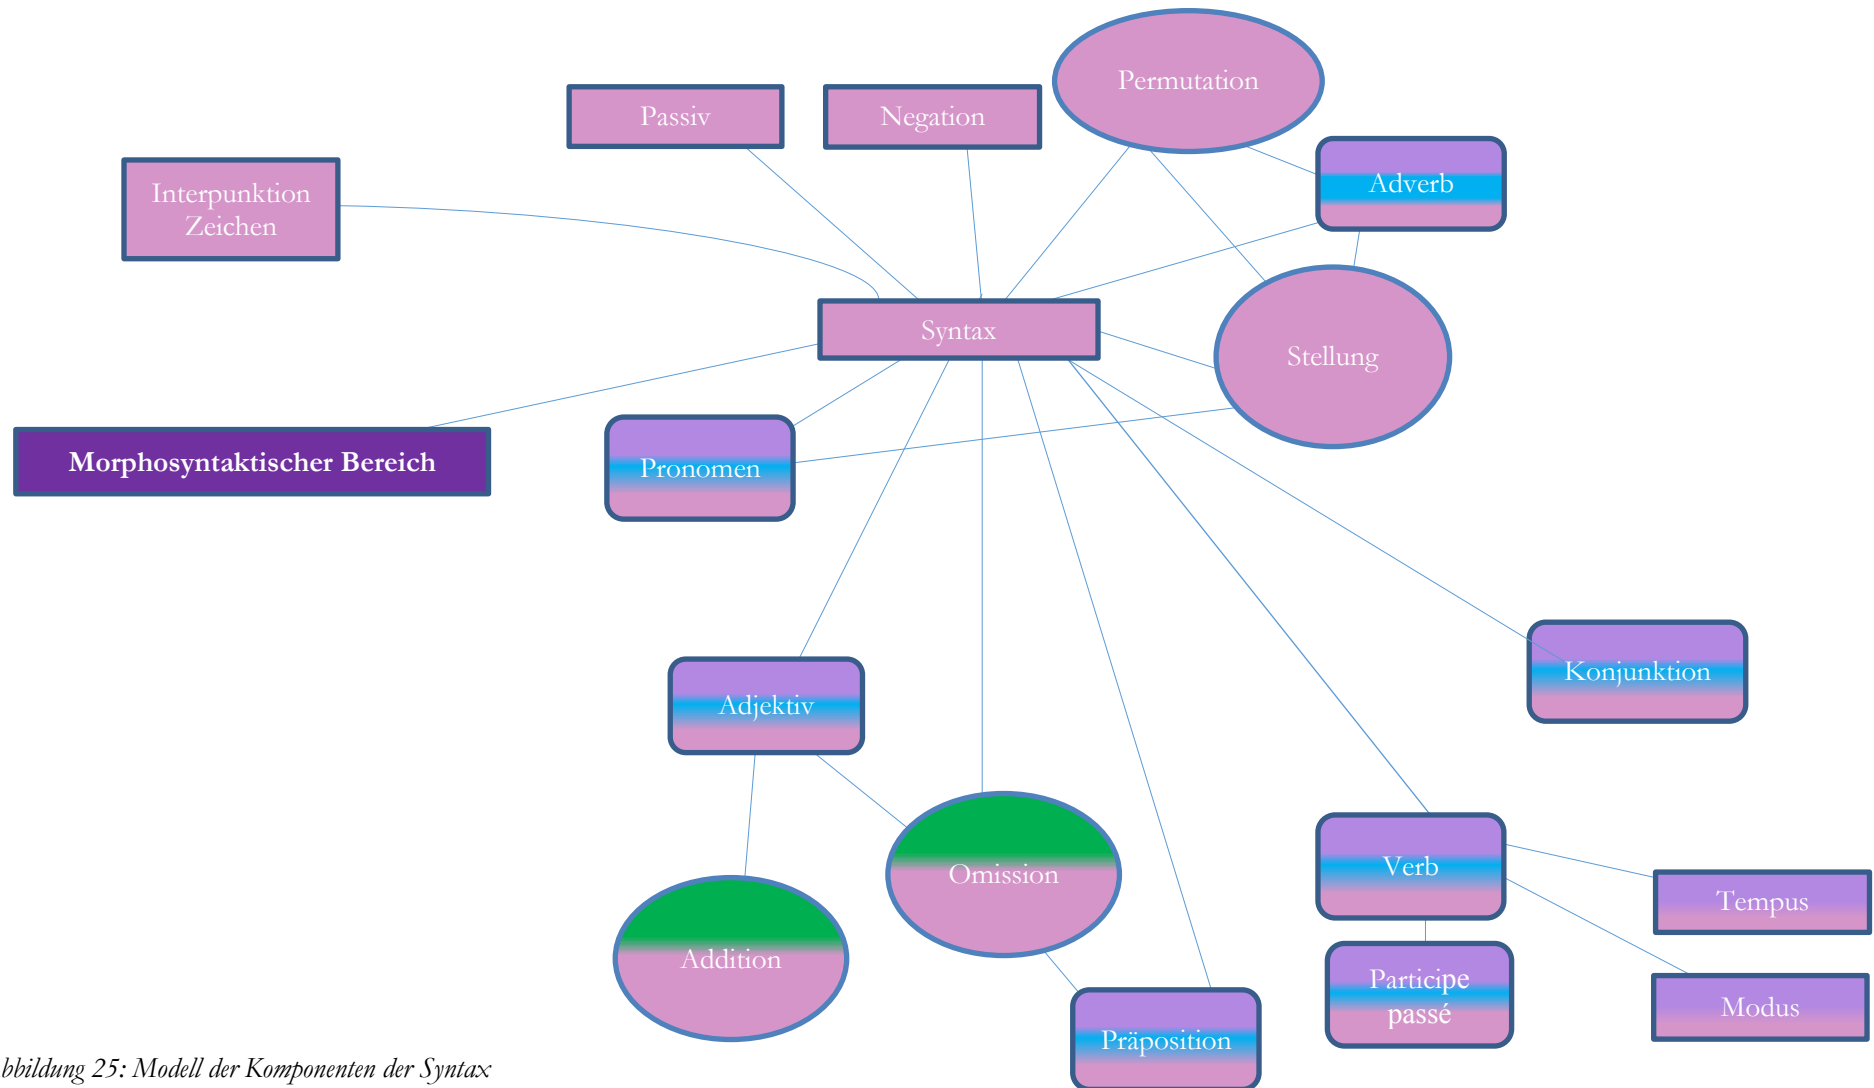 Permutation
Passiv
Negation
Adverb
Interpunktion
Zeichen
Syntax
Stellung
Morphosyntaktischer Bereich
Pronomen
Konjunktion
Adjektiv
Verb
Omission
Tempus
Addition
Participe
passé
Modus
Präposition
bbildung 25: Modell der Komponenten der Syntax